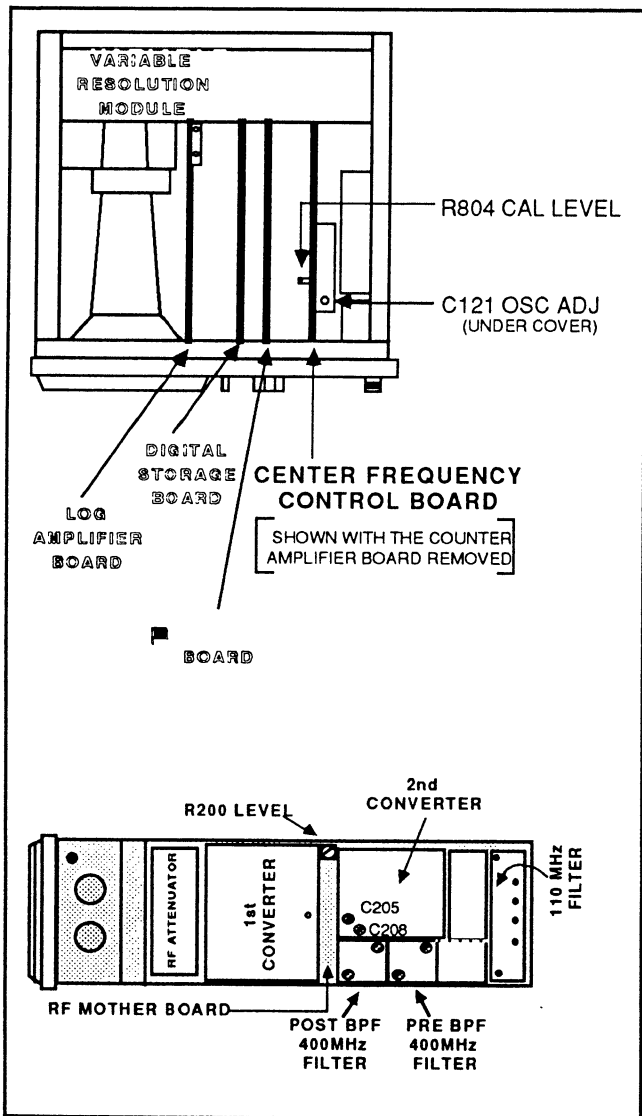 VARIABLE
RESOLUTION
MODULE
R804 CAL LEVEL
C121 OSC ADJ
(UNDER COVER)
DIGITAL
STORAGE
BOARD
LOG
AMPLIFIER
BOARD
CENTER FREQUENCY
CONTROL BOARD
SHOWN WITH THE COUNTER
AMPLIFIER BOARD REMOVED
BOARD
R200 LEVEL
2nd
CONVERTER
RF ATTENUATOR
1st
CONVERTER
C205
C208
110 MHz
FILTER
RF MOTHER BOARD
POST BPF
400MHz
FILTER
PRE BPF
400MHz
FILTER